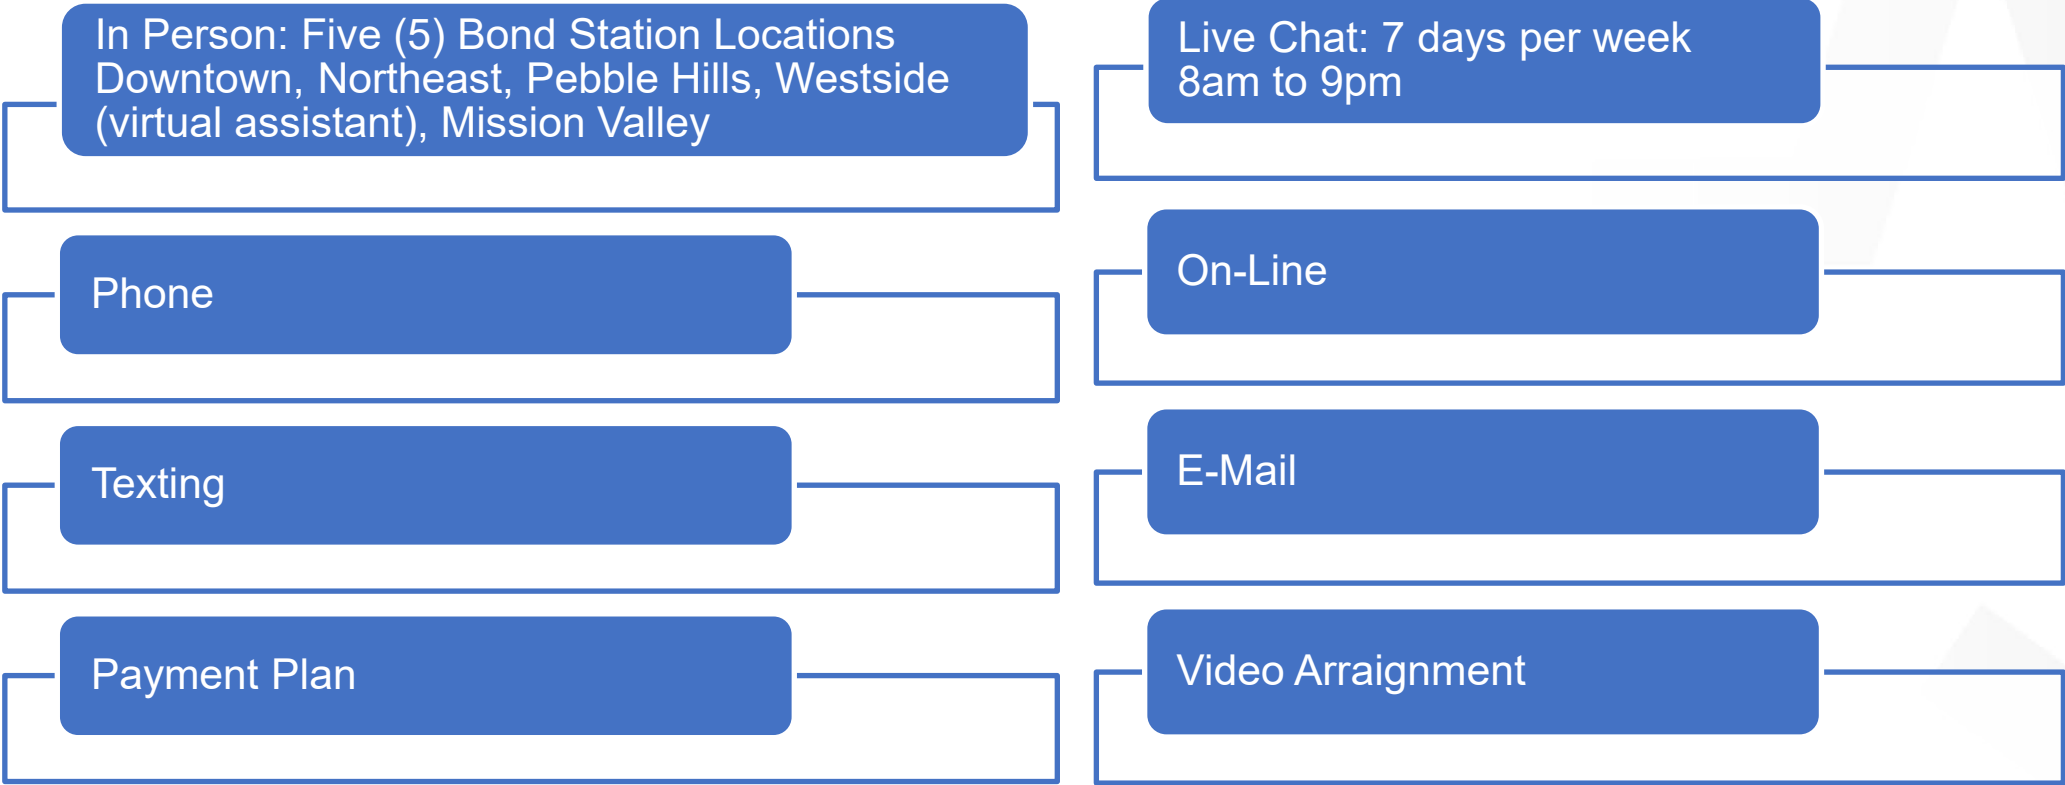 In Person: Five (5) Bond Station Locations
Downtown, Northeast, Pebble Hills, Westside
(virtual assistant), Mission Valley
Phone
Texting
Payment Plan
Live Chat: 7 days per week
8am to 9pm
On-Line
E-Mail
Video Arraignment